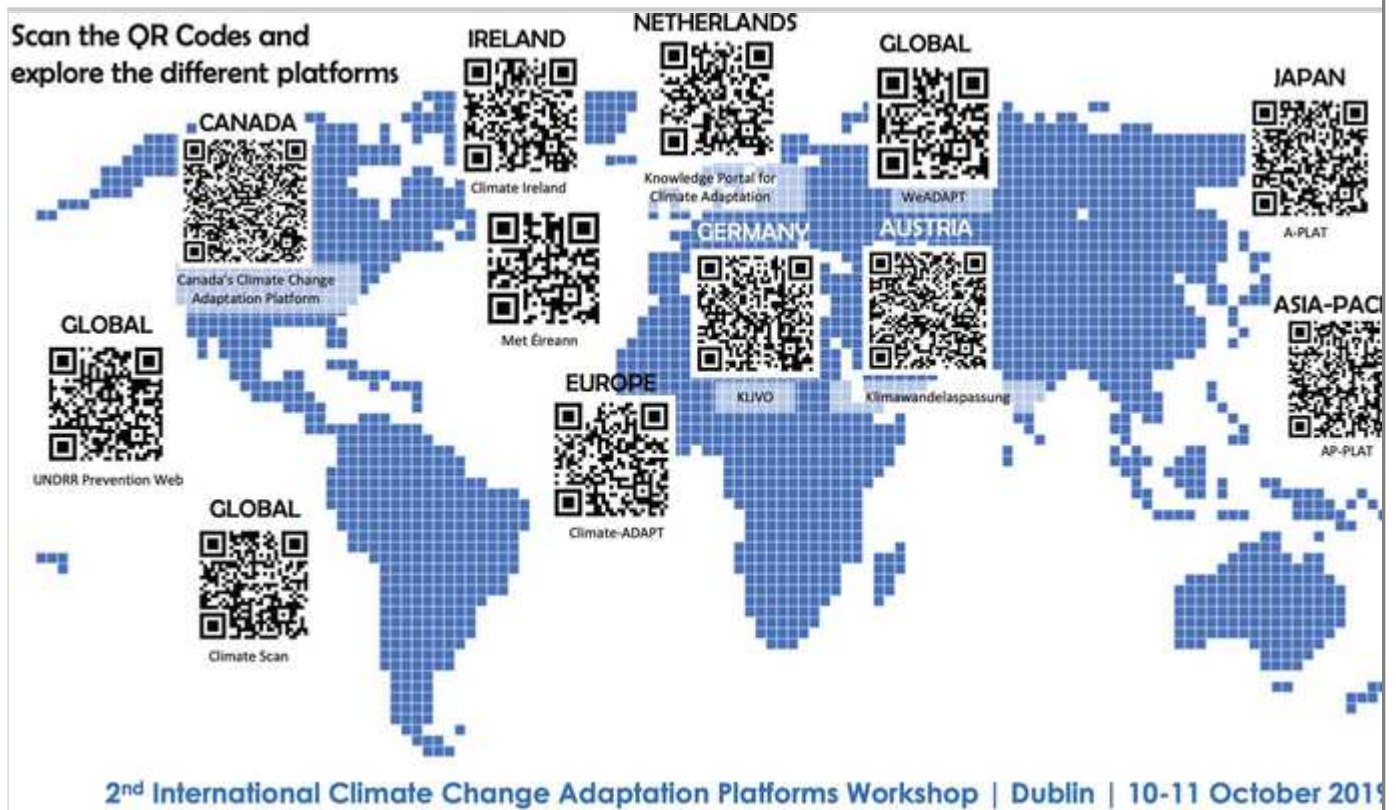 Scan the QR Codes and
explore the different platforms
CANADA
Canada's Climate Change
Adaptation Platform
IRELAND
Climate Ireland
Met Éireann
NETHERLANDS
Knowledge Portal for
Climate Adaptation
GLOBAL
WeADAPT
JAPAN
A-PLAT
GERMANY
KLiVO
AUSTRIA
Klimawandelaspassung
ASIA-PACI
AP-PLAT
GLOBAL
UNDRR Prevention Web
EUROPE
Climate-ADAPT
GLOBAL
Climate Scan
2nd International Climate Change Adaptation Platforms Workshop | Dublin | 10-11 October 2019